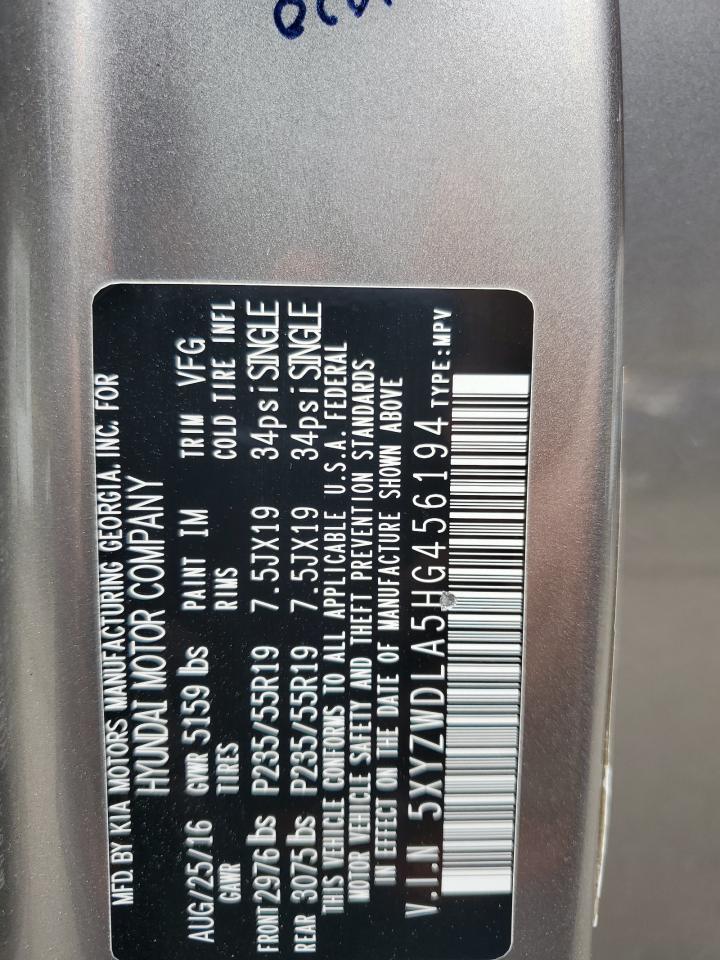 MFD. BY KIA MOTORS MANUFACTURING GEORGIA. INC. FOR
HYUNDAI MOTOR COMPANY
AUG/25/16 GVWR 5159 lbs PAINT IM TRIM VFG
GAWR TIRES RIMS COLD TIRE INFL
FRONT 2976 lbs P235/55R19 7.5JX19 34psi SINGLE
REAR 3075 lbs P235/55R19 7.5JX19 34psi SINGLE
THIS VEHICLE CONFORMS TO ALL APPLICABLE U.S.A. FEDERAL
MOTOR VEHICLE SAFETY AND THEFT PREVENTION STANDARDS
IN EFFECT ON THE DATE OF MANUFACTURE SHOWN ABOVE
V.I.N 5XYZWDLA5HG456194 TYPE:MPV